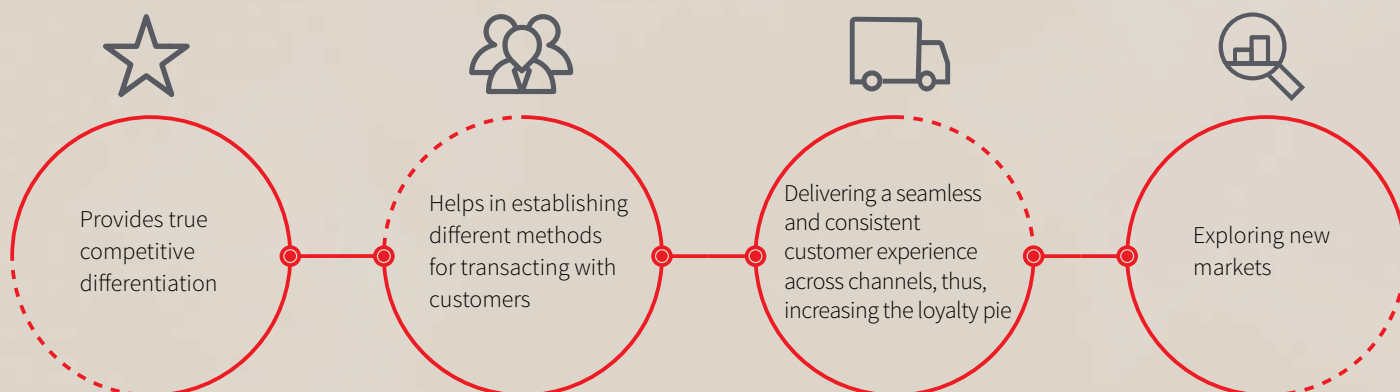 Provides true
competitive
differentiation
Helps in establishing
different methods
for transacting with
customers
Delivering a seamless
and consistent
customer experience
across channels, thus,
increasing the loyalty pie
Exploring new
markets